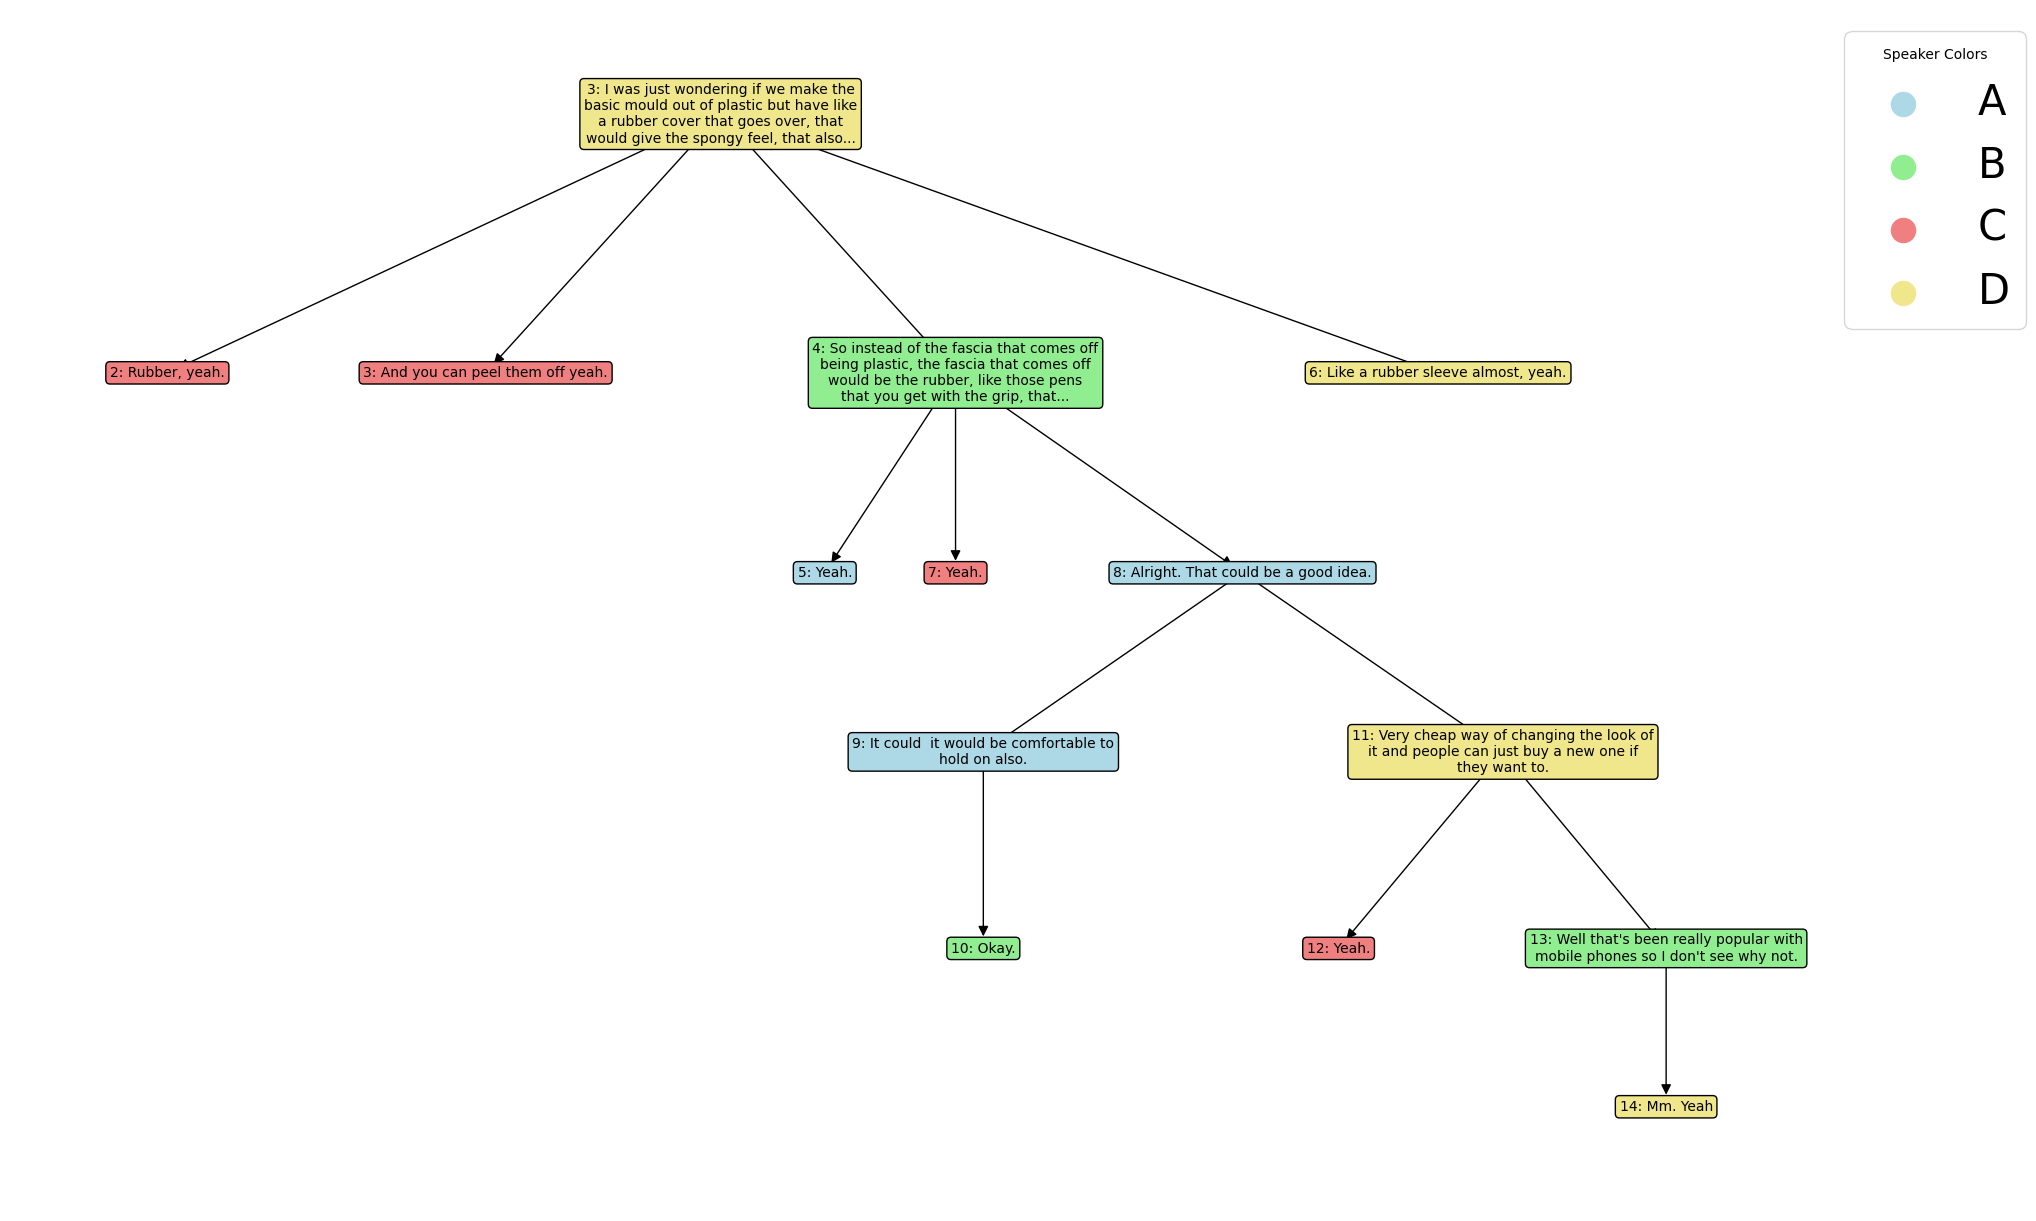 Speaker Colors
A
B
C
D
3: I was just wondering if we make the
basic mould out of plastic but have like
a rubber cover that goes over, that
would give the spongy feel, that also...
2: Rubber, yeah.
3: And you can peel them off yeah.
4: So instead of the fascia that comes off
being plastic, the fascia that comes off
would be the rubber, like those pens
that you get with the grip, that...
6: Like a rubber sleeve almost, yeah.
5: Yeah.
7: Yeah.
8: Alright. That could be a good idea.
9: It could  it would be comfortable to
hold on also.
11: Very cheap way of changing the look of
it and people can just buy a new one if
they want to.
10: Okay.
12: Yeah.
13: Well that's been really popular with
mobile phones so I don't see why not.
14: Mm. Yeah